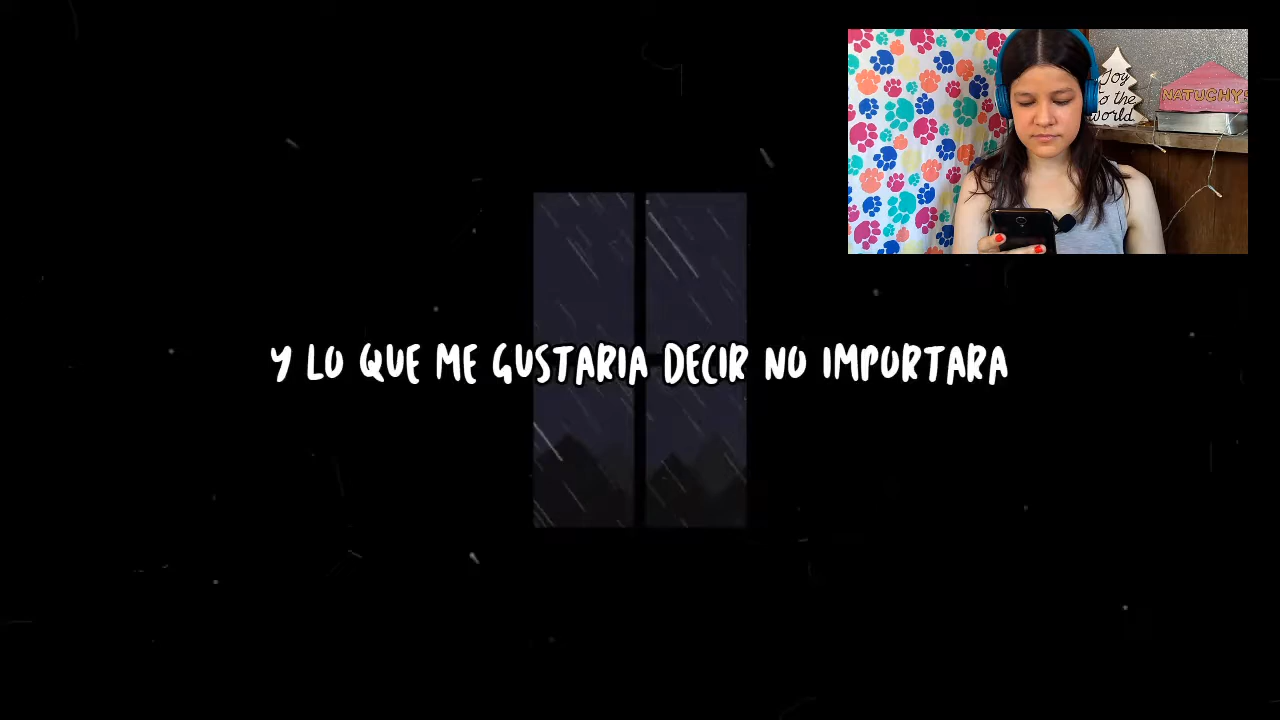 Joy
to the
World
NATUCHYS
Y LO QUE ME GUSTARIA DECIR NO IMPORTARA